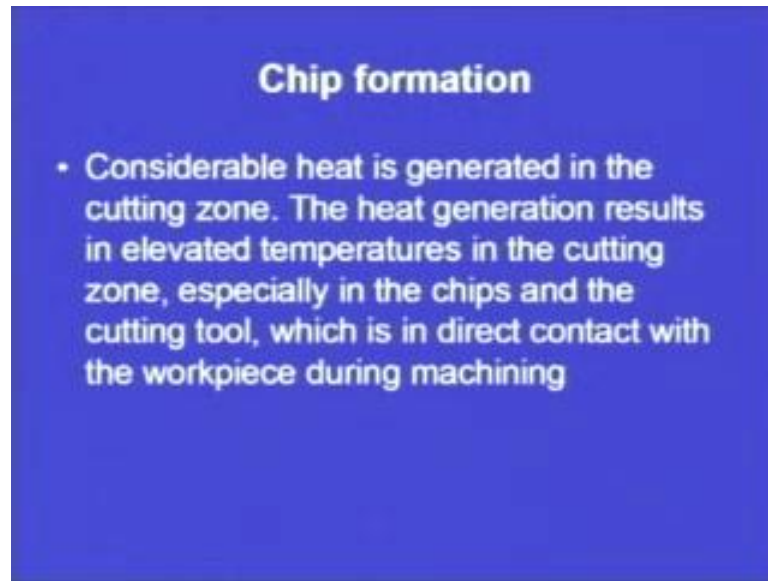 Chip formation
• Considerable heat is generated in the
cutting zone. The heat generation results
in elevated temperatures in the cutting
zone, especially in the chips and the
cutting tool, which is in direct contact with
the workpiece during machining